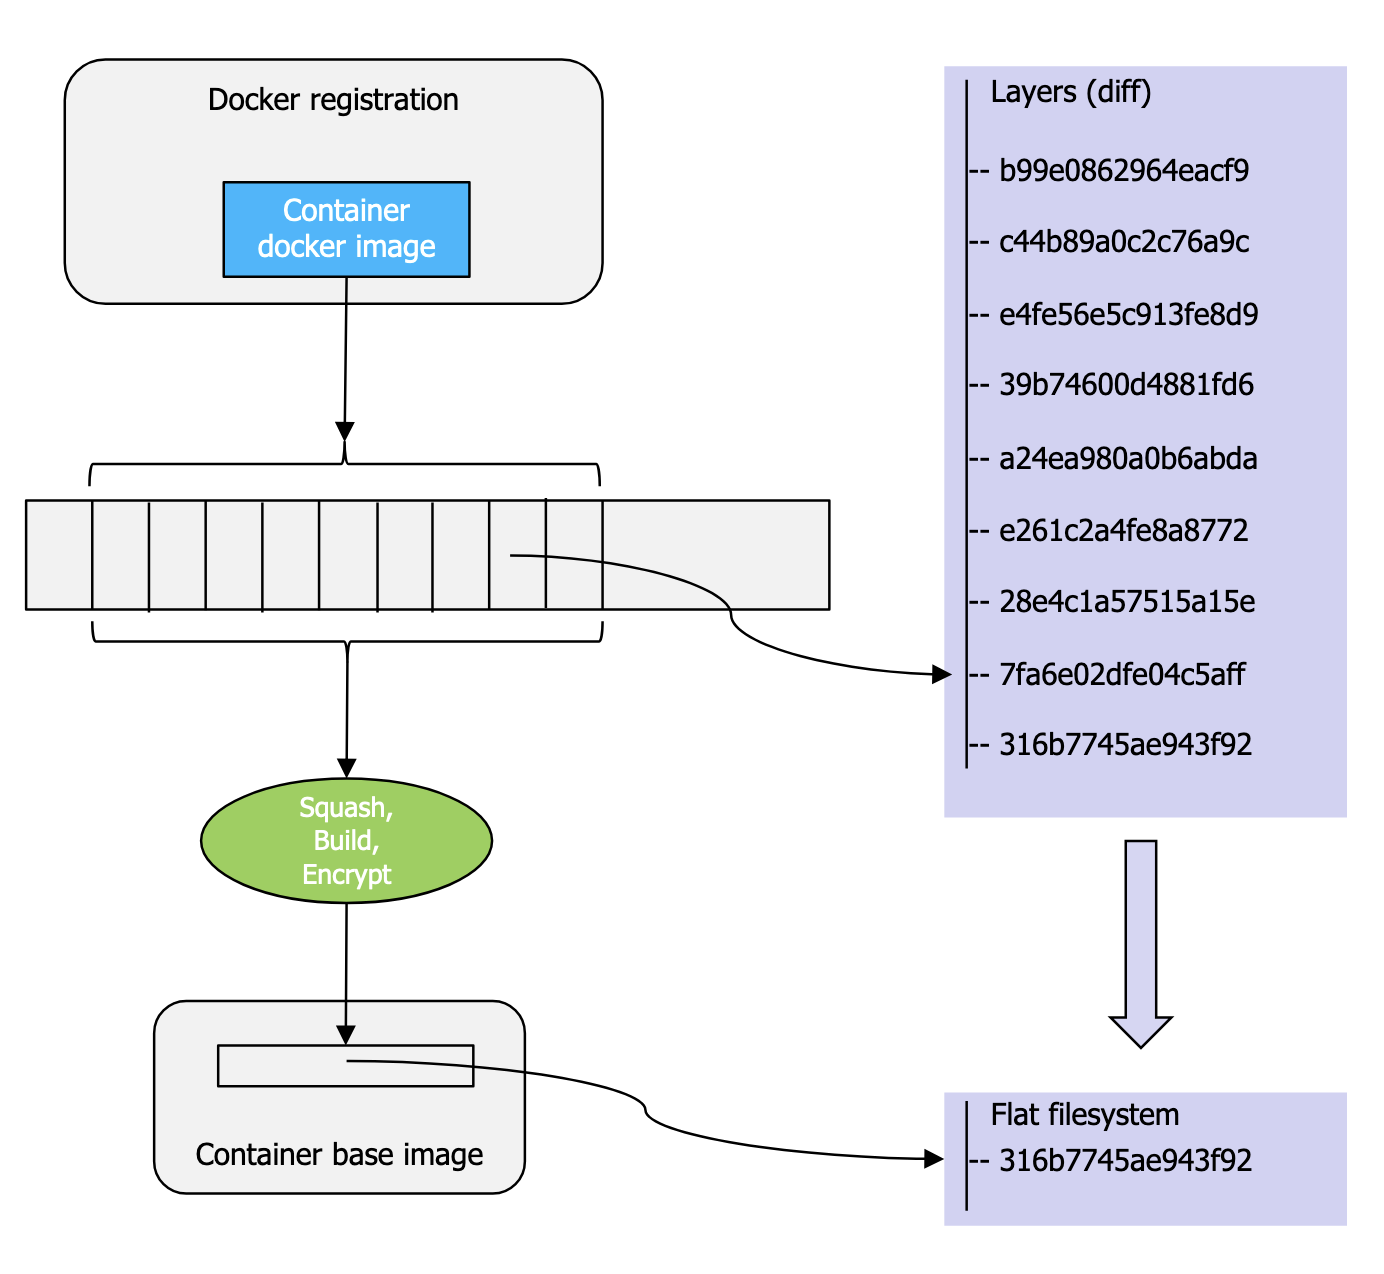 Docker registration
Container
docker image
Layers (diff)
-- b99e0862964eacf9
-- c44b89a0c2c76a9c
-- e4fe56e5c913fe8d9
-- 39b74600d4881fd6
-- a24ea980a0b6abda
-- e261c2a4fe8a8772
-- 28e4c1a57515a15e
-- 7fa6e02dfe04c5aff
-- 316b7745ae943f92
Squash,
Build,
Encrypt
Container base image
Flat filesystem
-- 316b7745ae943f92